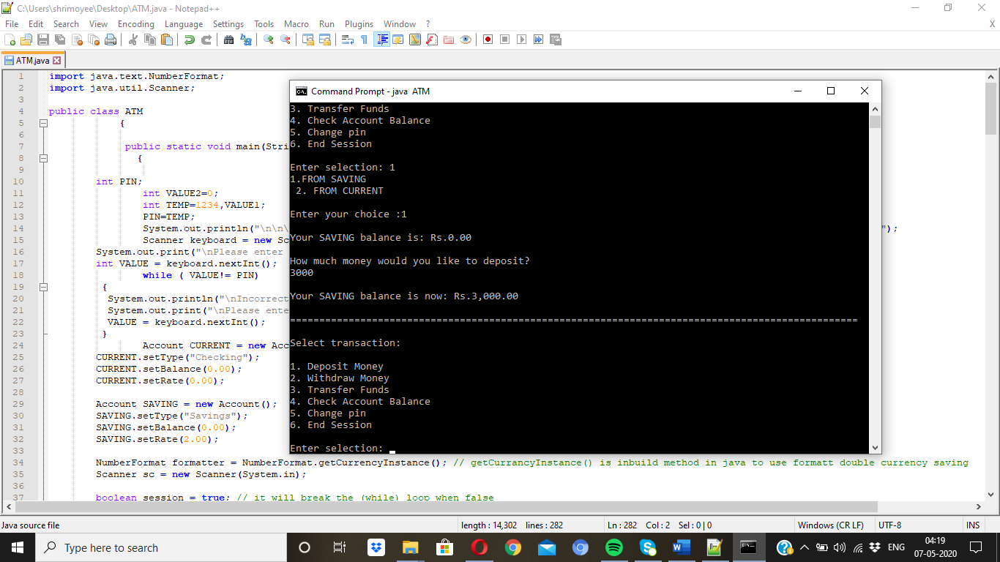 C:\Users\shrimoyee\Desktop\ATM.java - Notepad++
File Edit Search View Encoding Language Settings Tools Macro Run Plugins Window ? X
ATM.java
1 import java.text.NumberFormat;
2 import java.util.Scanner;
3
4 public class ATM
5 {
6
7 public static void main(Stri
8 {
9
10 int PIN;
11 int VALUE2=0;
12 int TEMP=1234,VALUE1;
13 PIN=TEMP;
14 System.out.println("\n\n\ ");
15 Scanner keyboard = new Sc
16 System.out.print("\nPlease enter
17 int VALUE = keyboard.nextInt();
18 while ( VALUE!= PIN)
19 {
20 System.out.println("\nIncorrect
21 System.out.print("\nPlease ente
22 VALUE = keyboard.nextInt();
23 }
24 Account CURRENT = new Acc
25 CURRENT.setType("Checking");
26 CURRENT.setBalance(0.00);
27 CURRENT.setRate(0.00);
28
29 Account SAVING = new Account();
30 SAVING.setType("Savings");
31 SAVING.setBalance(0.00);
32 SAVING.setRate(2.00);
33
34 NumberFormat formatter = NumberFormat.getCurrencyInstance(); // getCurrancyInstance() is inbuild method in java to use formatt double currency saving
35 Scanner sc = new Scanner(System.in);
36
37 boolean session = true; // it will break the (while) loop when false
Command Prompt - java ATM
3. Transfer Funds
4. Check Account Balance
5. Change pin
6. End Session
Enter selection: 1
1.FROM SAVING
2. FROM CURRENT
Enter your choice :1
Your SAVING balance is: Rs.0.00
How much money would you like to deposit?
3000
Your SAVING balance is now: Rs.3,000.00
=================================================================================================
Select transaction:
1. Deposit Money
2. Withdraw Money
3. Transfer Funds
4. Check Account Balance
5. Change pin
6. End Session
Enter selection:
Java source file length : 14,302 lines : 282 Ln : 282 Col : 2 Sel : 0 | 0 Windows (CR LF) UTF-8 INS
Type here to search
ENG
04:19
07-05-2020